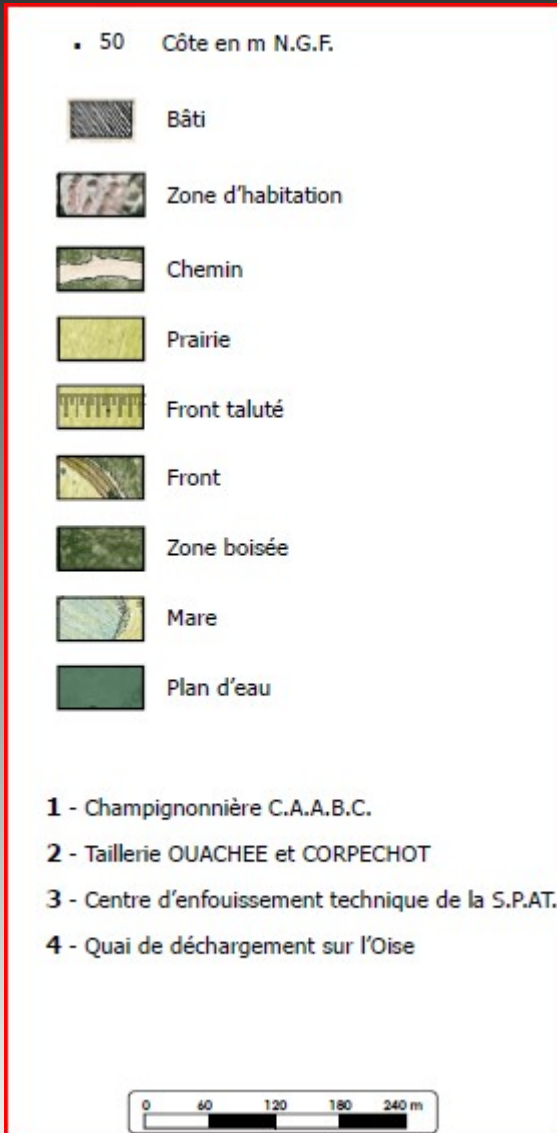 . 50 Côte en m N.G.F.
Bâti
Zone d'habitation
Chemin
Prairie
Front taluté
Front
Zone boisée
Mare
Plan d'eau
1 - Champignonnière C.A.A.B.C.
2 - Taillerie OUACHEE et CORPECHOT
3 - Centre d'enfouissement technique de la S.P.AT.
4 - Quai de déchargement sur l'Oise
0 60 120 180 240 m